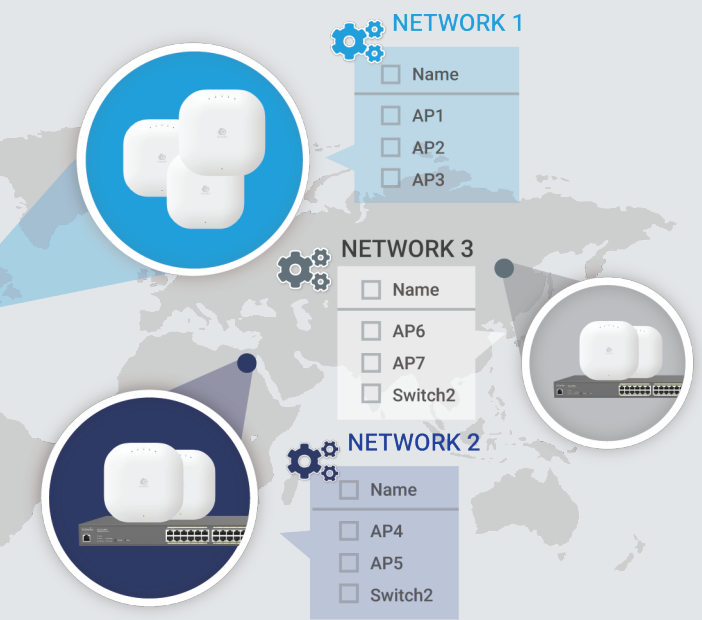 NETWORK 1
Name
AP1
AP2
AP3
NETWORK 3
Name
AP6
AP7
Switch2
NETWORK 2
Name
AP4
AP5
Switch2